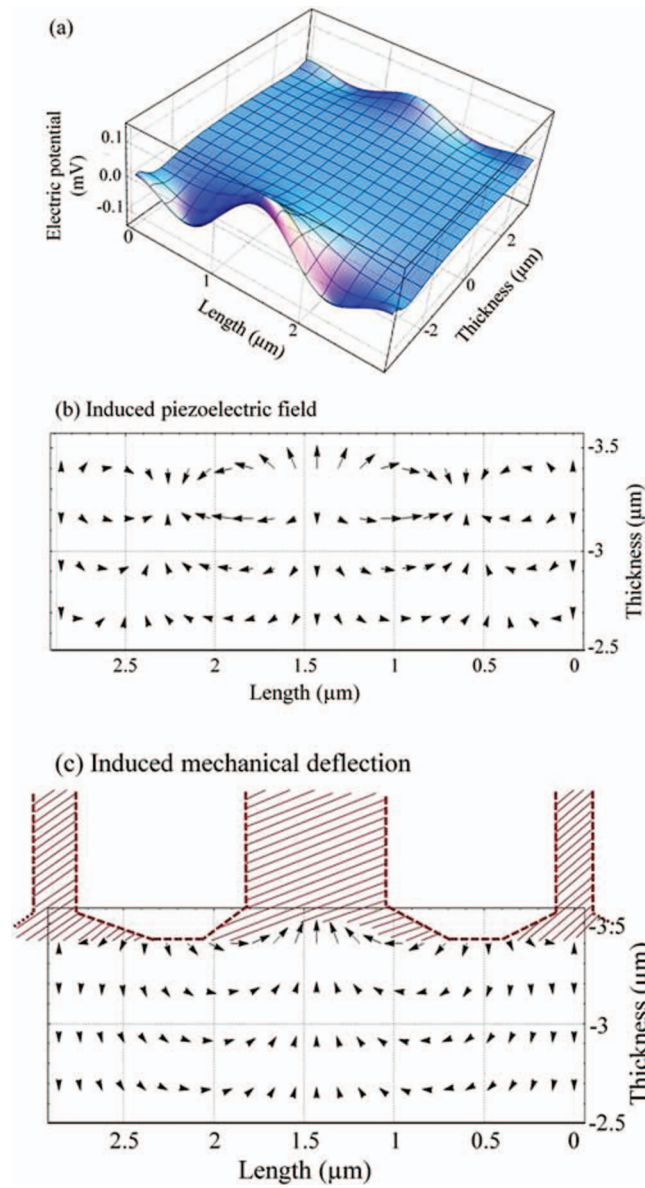 (a)
Electric potential
(mV)
0.1
0.0
-0.1
0
1
2
Length (µm)
-2
0
2
Thickness (µm)
(b) Induced piezoelectric field
-3.5
-3
-2.5
Thickness (µm)
2.5
2
1.5
1
0.5
0
Length (µm)
(c) Induced mechanical deflection
-3.5
-3
-2.5
Thickness (µm)
2.5
2
1.5
1
0.5
0
Length (µm)